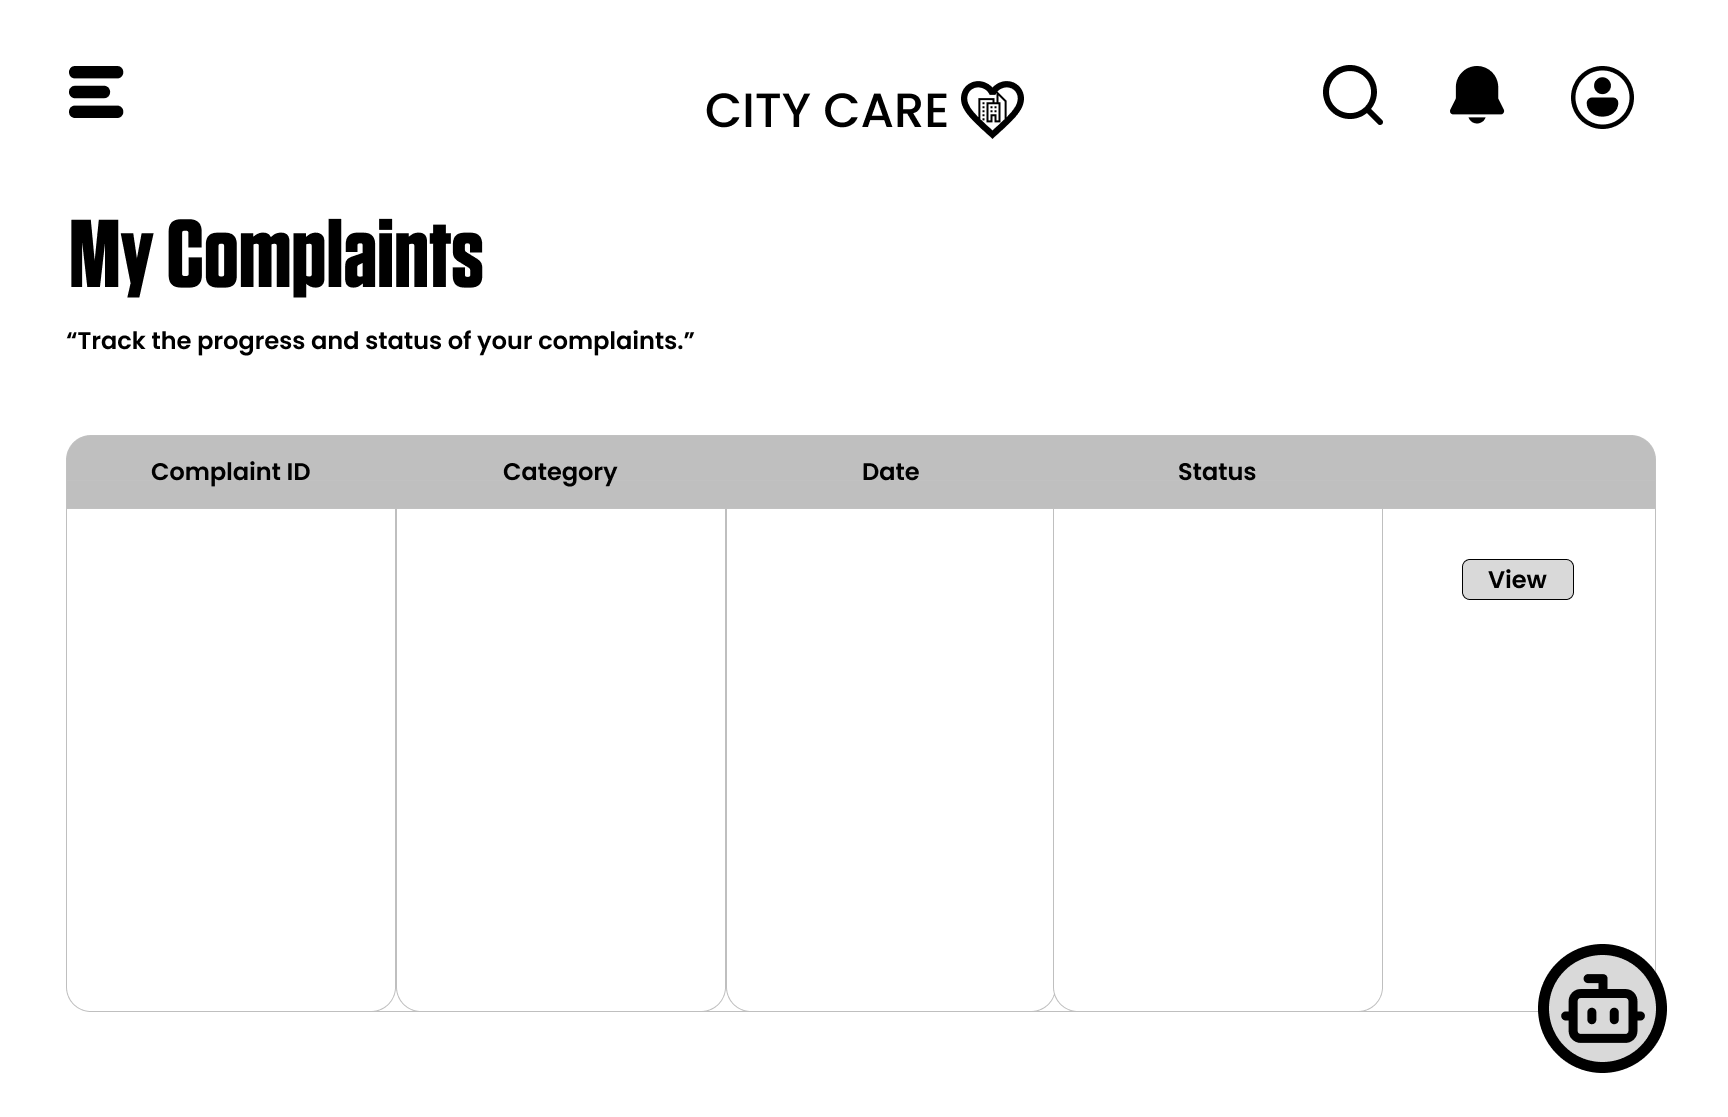 CITY CARE
My Complaints
“Track the progress and status of your complaints.”
Complaint ID Category Date Status
View